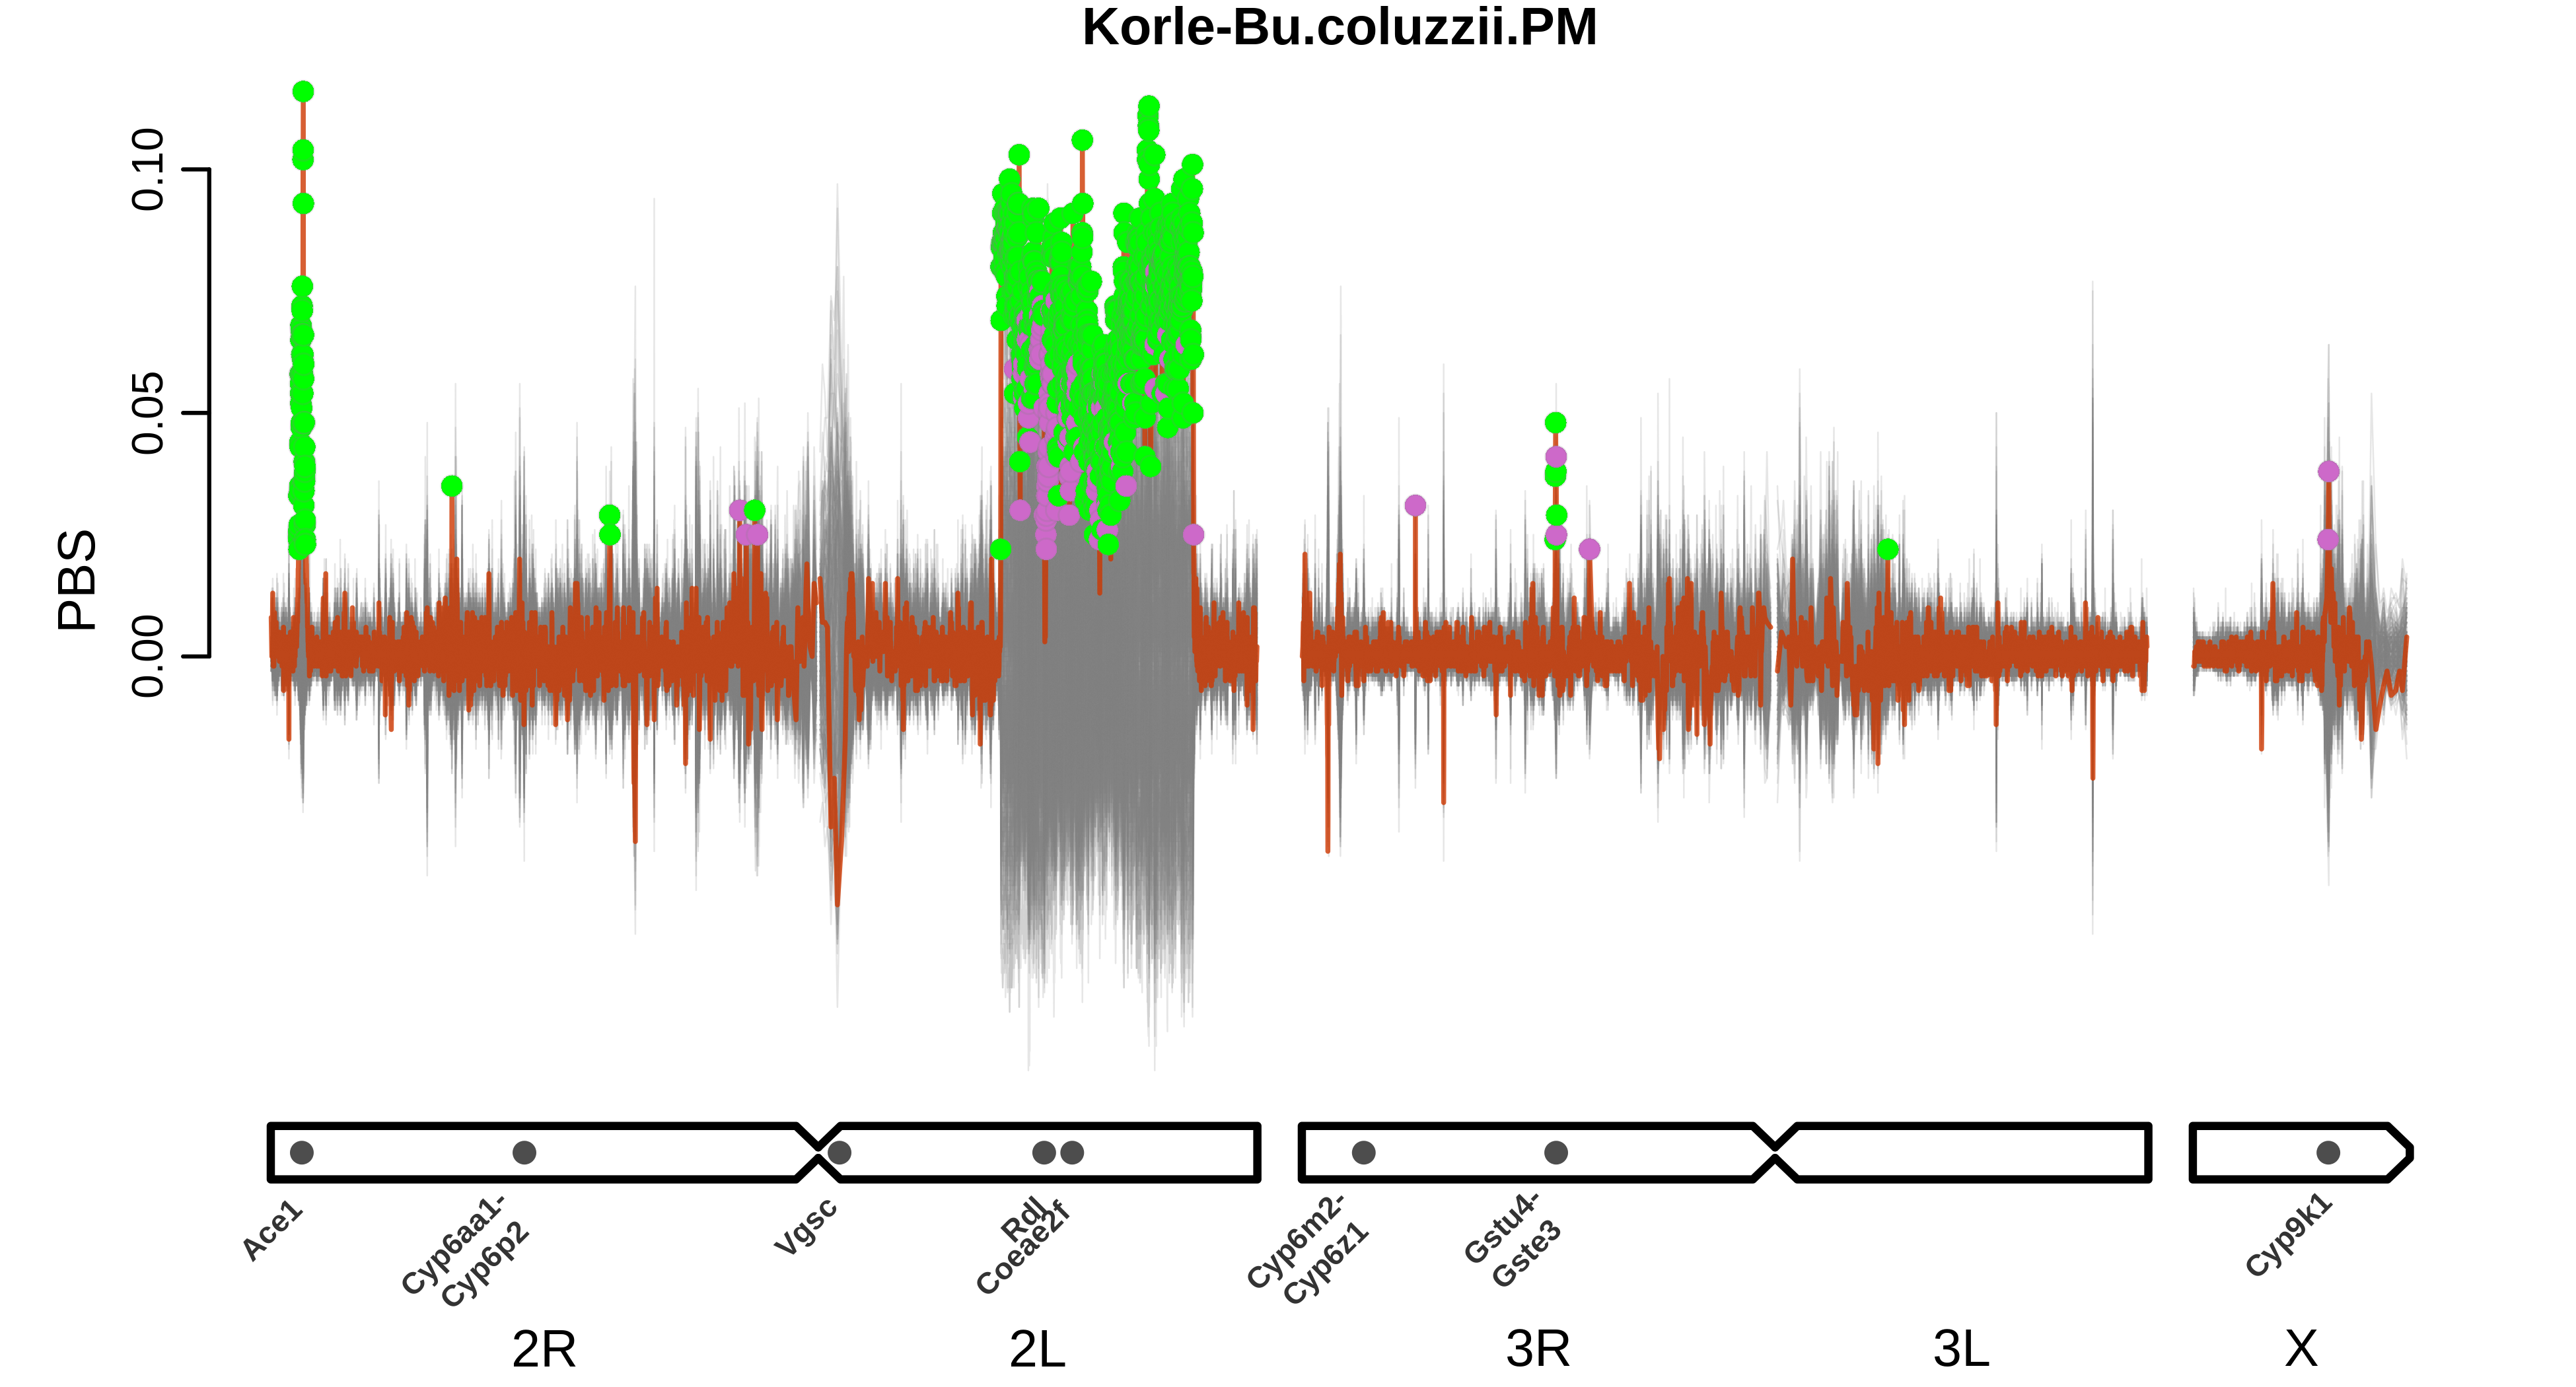 Korle-Bu.coluzzii.PM
0.10
0.05
0.00
PBS
Ace1
Cyp6aa1-
Cyp6p2
Vgsc
Rdl
Coeae2f
Cyp6m2-
Cyp6z1
Gstu4-
Gste3
Cyp9k1
2R
2L
3R
3L
X